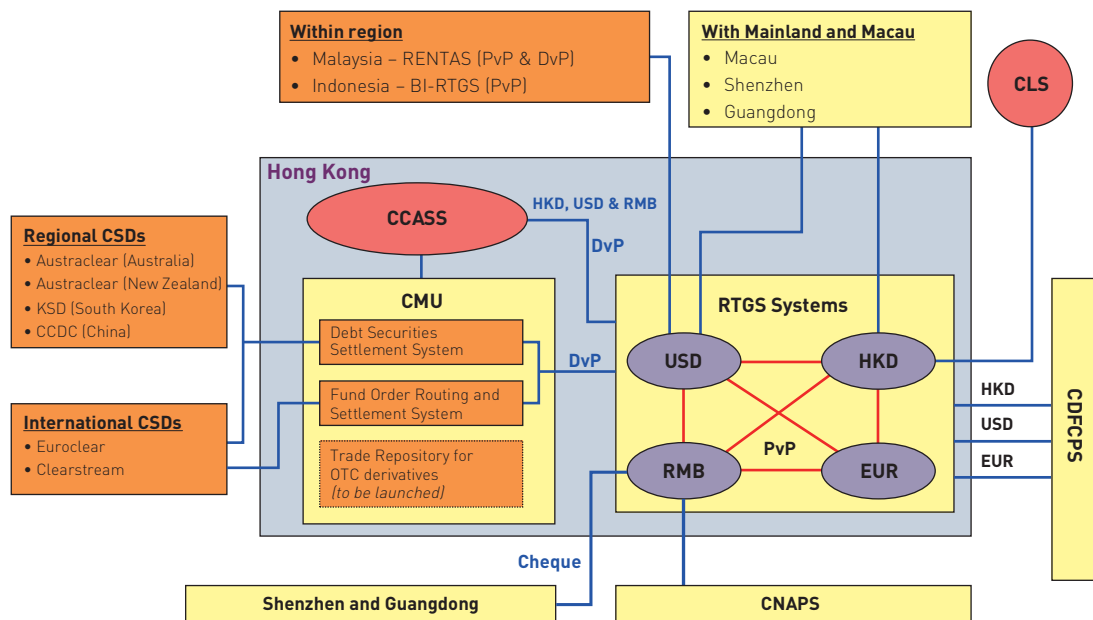 Within region
• Malaysia – RENTAS (PvP & DvP)
• Indonesia – BI-RTGS (PvP)
With Mainland and Macau
• Macau
• Shenzhen
• Guangdong
CLS
Hong Kong
CCASS
HKD, USD & RMB
DvP
Regional CSDs
• Austraclear (Australia)
• Austraclear (New Zealand)
• KSD (South Korea)
• CCDC (China)
International CSDs
• Euroclear
• Clearstream
CMU
Debt Securities
Settlement System
Fund Order Routing and
Settlement System
Trade Repository for
OTC derivatives
(to be launched)
DvP
RTGS Systems
USD
HKD
RMB
PvP
EUR
HKD
USD
EUR
CDFCPS
Cheque
Shenzhen and Guangdong
CNAPS